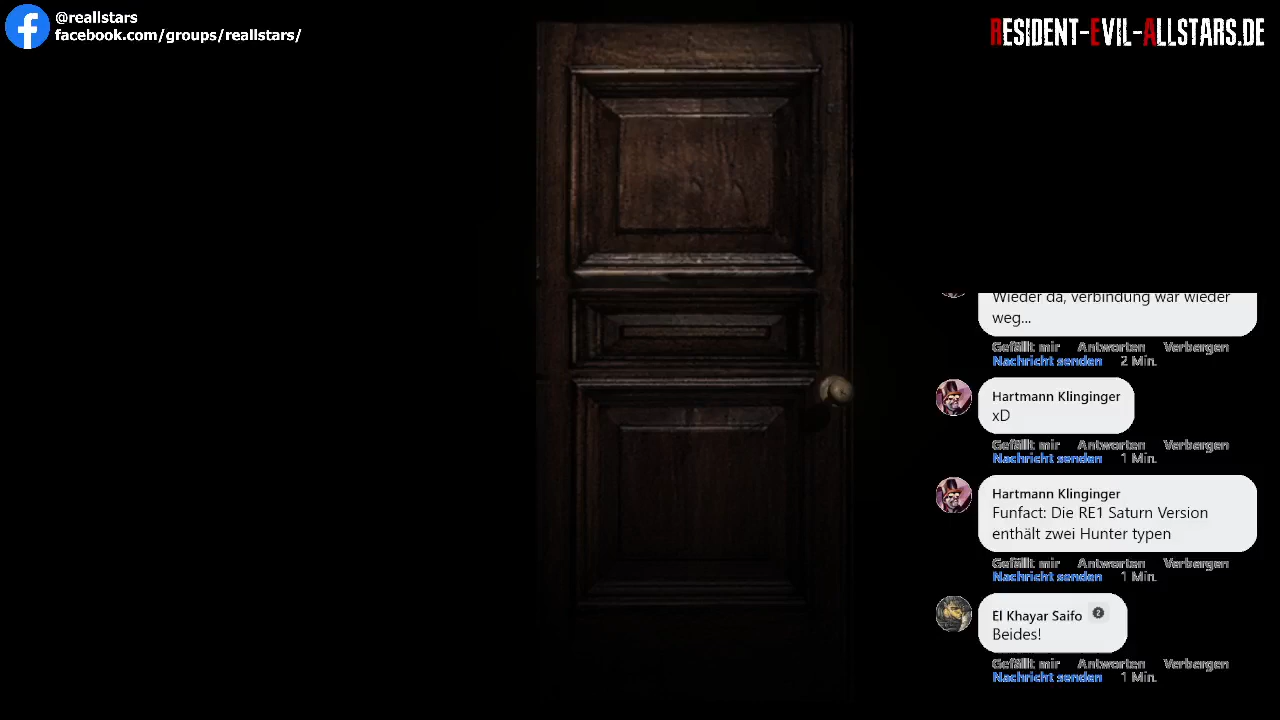 @reallstars
facebook.com/groups/reallstars/
RESIDENT-EVIL-ALLSTARS.DE
Wieder da, verbindung war wieder
weg...
Gefällt mir Antworten Verbergen
Nachricht senden 2 Min.
Hartmann Klinginger
xD
Gefällt mir Antworten Verbergen
Nachricht senden 1 Min.
Hartmann Klinginger
Funfact: Die RE1 Saturn Version
enthält zwei Hunter typen
Gefällt mir Antworten Verbergen
Nachricht senden 1 Min.
El Khayar Saifo 2
Beides!
Gefällt mir Antworten Verbergen
Nachricht senden 1 Min.